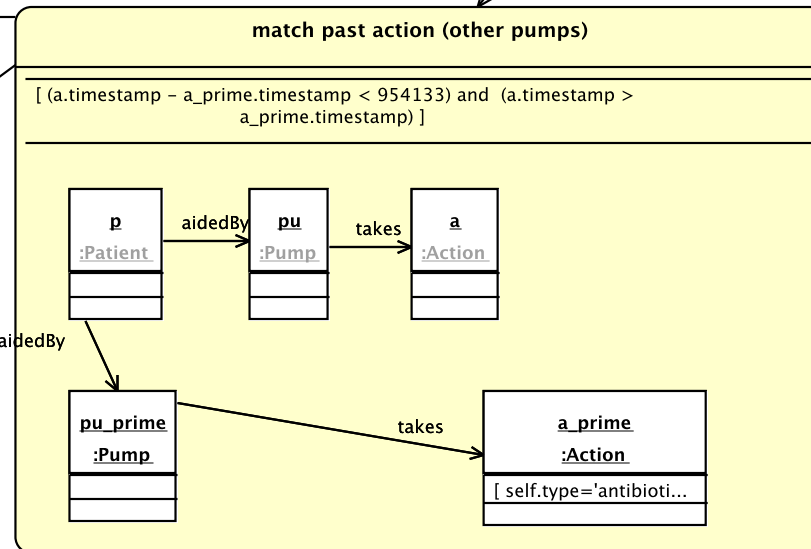 match past action (other pumps)
[ (a.timestamp - a_prime.timestamp < 954133) and (a.timestamp >
a_prime.timestamp) ]
p
:Patient
aidedBy
pu
:Pump
takes
a
:Action
aidedBy
pu_prime
:Pump
takes
a_prime
:Action
[ self.type='antibioti...